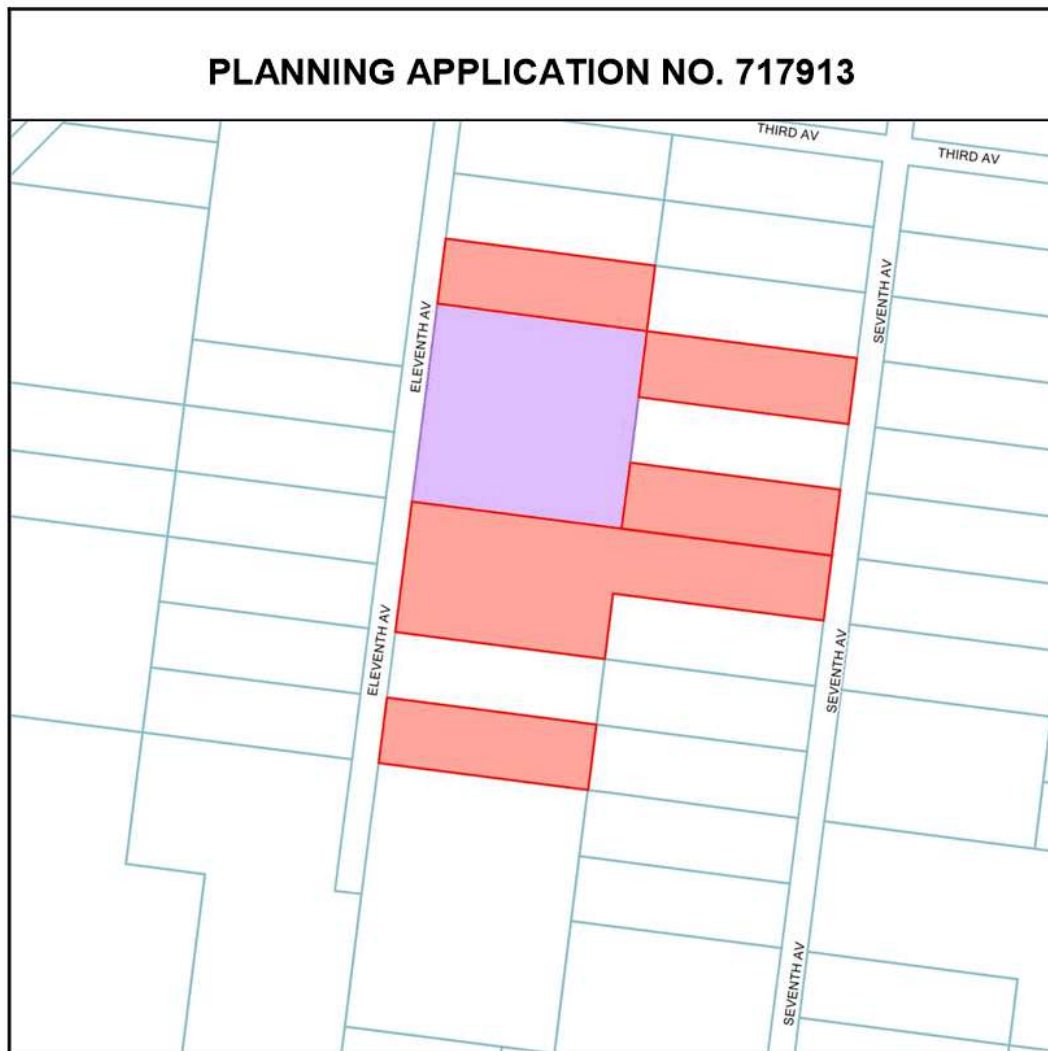 PLANNING APPLICATION NO. 717913
THIRD AV
THIRD AV
SEVENTH AV
ELEVENTH AV
ELEVENTH AV
SEVENTH AV
SEVENTH AV